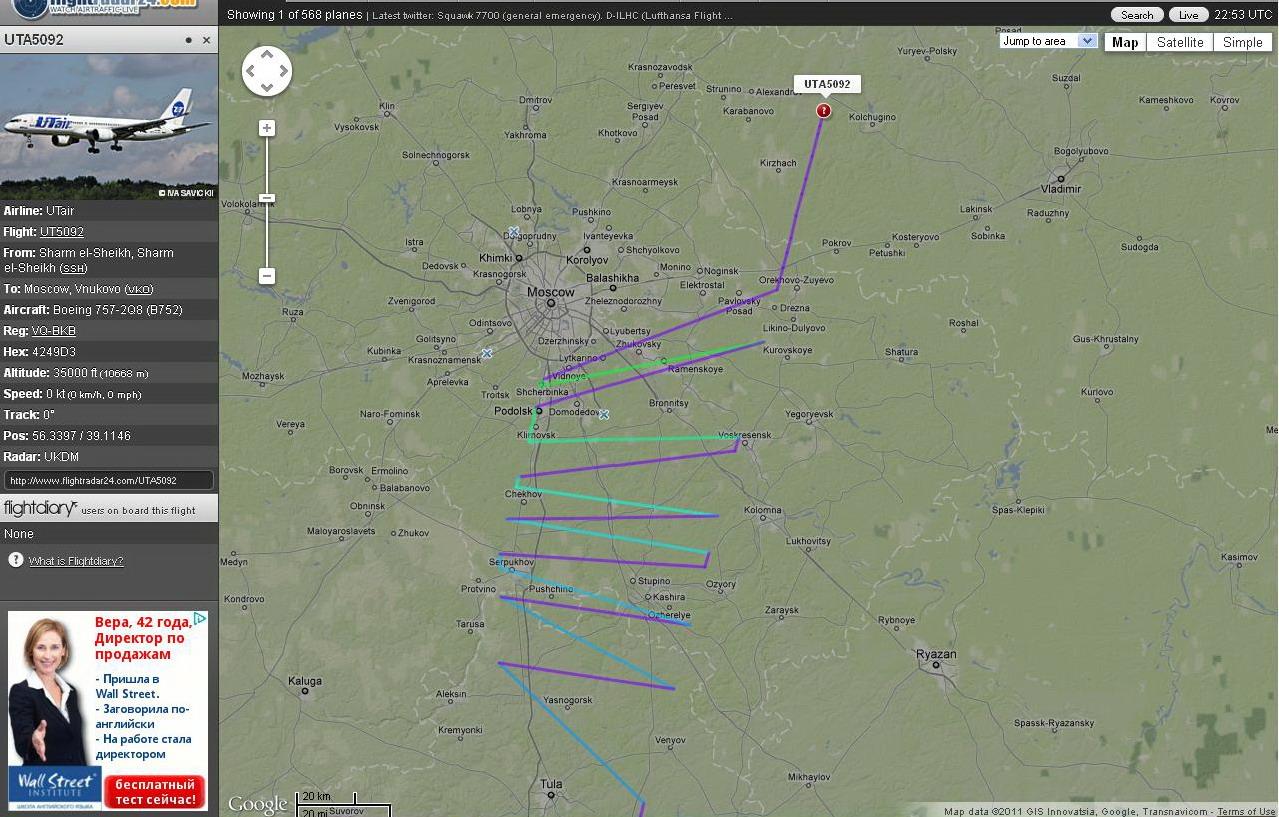 flightradar24.com
WATCH AIR TRAFFIC - LIVE
Showing 1 of 568 planes | Latest twitter: Squawk 7700 (general emergency). D-ILHC (Lufthansa Flight ...
Search
Live
22:53 UTC
UTA5092
Jump to area
Map
Satellite
Simple
UTair
© IVA SAVICKII
Airline: UTair
Flight: UT5092
From: Sharm el-Sheikh, Sharm
el-Sheikh (SSH)
To: Moscow, Vnukovo (VKO)
Aircraft: Boeing 757-2Q8 (B752)
Reg: VQ-BKB
Hex: 4249D3
Altitude: 35000 ft (10668 m)
Speed: 0 kt (0 km/h, 0 mph)
Track: 0°
Pos: 56.3397 / 39.1146
Radar: UKDM
http://www.flightradar24.com/UTA5092
flightdiary users on board this flight
None
What is Flightdiary?
Вера, 42 года,
Директор по
продажам
- Пришла в
Wall Street.
- Заговорила по-
английски
- На работе стала
директором
Wall Street
INSTITUTE
ШКОЛА АНГЛИЙСКОГО ЯЗЫКА
бесплатный
тест сейчас!
UTA5092
Posad
Yuryev-Polsky
Suzdal
Krasnozavodsk
Peresvet
Strunino
Karabanovo
Kolchugino
Kameshkovo
Kovrov
Klin
Vysokovsk
Dmitrov
Yakhroma
Sergiyev
Posad
Khotkovo
Solnechnogorsk
Kirzhach
Bogolyubovo
Vladimir
Krasnoarmeysk
Lobnya
Pushkino
Dolgoprudny
Ivanteyevka
Lakinsk
Raduzhny
Sobinka
Istra
Khimki
Korolyov
Shchyolkovo
Pokrov
Kosteryovo
Petushki
Sudogda
Dedovsk
Krasnogorsk
Balashikha
Monino
Noginsk
Elektrostal
Orekhovo-Zuyevo
Zvenigorod
Moscow
Zheleznodorozhny
Pavlovsky
Posad
Drezna
Ruza
Odintsovo
Lyubertsy
Likino-Dulyovo
Roshal
Golitsyno
Dzerzhinsky
Zhukovsky
Kurovskoye
Shatura
Gus-Khrustalny
Kubinka
Krasnoznamensk
Lytkarino
Ramenskoye
Mozhaysk
Aprelevka
Vidnoye
Troitsk
Shcherbinka
Kurlovo
Naro-Fominsk
Podolsk
Domodedovo
Bronnitsy
Yegoryevsk
Vereya
Klimovsk
Voskresensk
Borovsk
Ermolino
Balabanovo
Chekhov
Obninsk
Kolomna
Spas-Klepiki
Maloyaroslavets
Zhukov
Lukhovitsy
Medyn
Serpukhov
Kasimov
Protvino
Pushchino
Stupino
Ozyory
Kashira
Kondrovo
Tarusa
Ozherelye
Zaraysk
Rybnoye
Ryazan
Kaluga
Aleksin
Yasnogorsk
Kremyonki
Venyov
Spassk-Ryazansky
Tula
Mikhaylov
Suvorov
Google
20 km
20 mi
Map data ©2011 GIS Innovatsia, Google, Transnavicom - Terms of Use